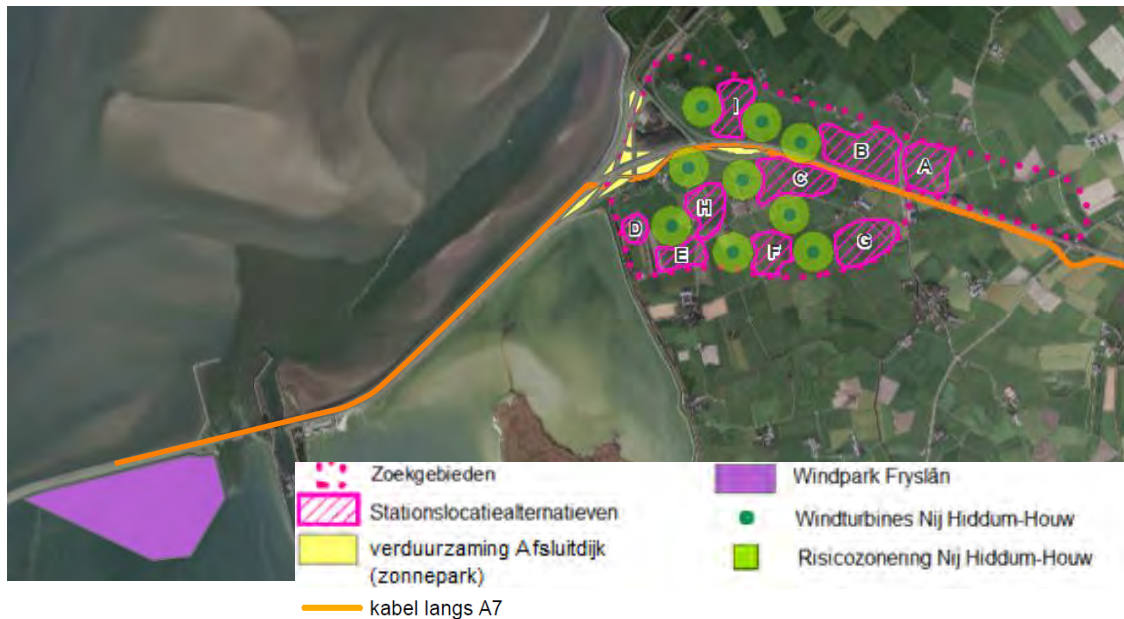 I
B
A
C
H
D
G
E
F
Zoekgebieden
Stationslocatiealternatieven
verduurzaming Afsluitdijk
(zonnepark)
kabel langs A7
Windpark Fryslân
Windturbines Nij Hiddum-Houw
Risicozonering Nij Hiddum-Houw